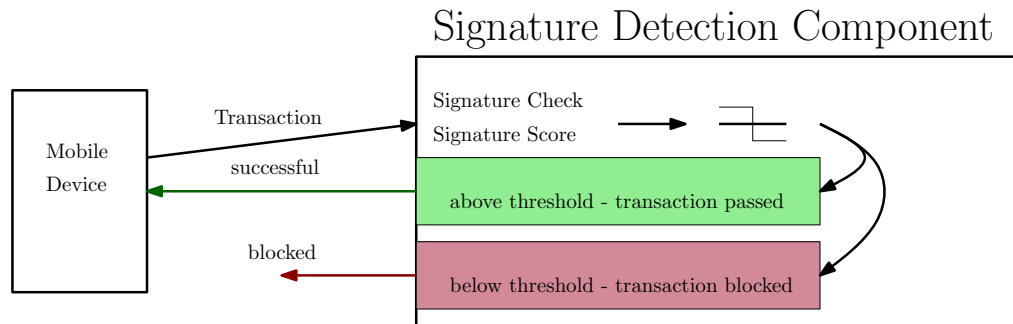 Signature Detection Component
Signature Check
Transaction
Signature Score
Mobile
Device
successful
above threshold - transaction passed
blocked
below threshold - transaction blocked